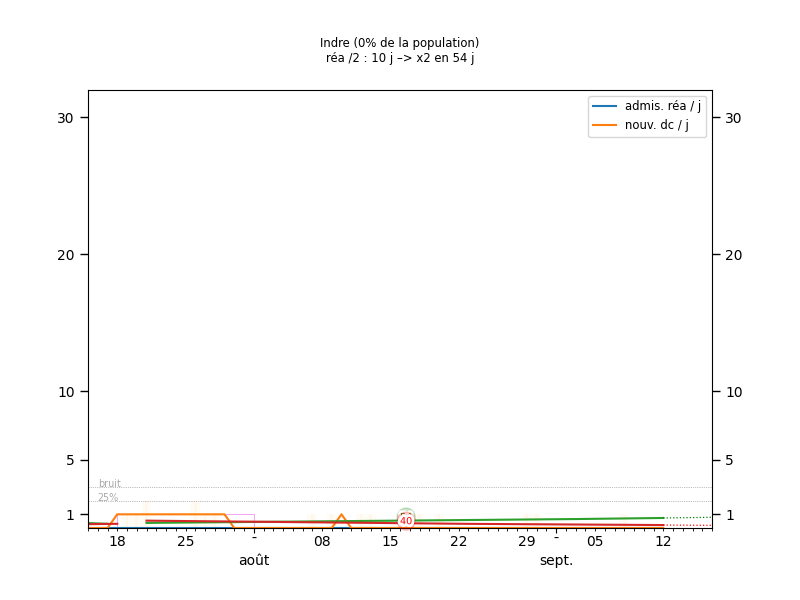 Indre (0% de la population)
réa /2 : 10 j –> x2 en 54 j
admis. réa / j
nouv. dc / j
30 30
20 20
10 10
5 5
bruit
25%
1 1
40
18 25 - 08 15 22 29 - 05 12
août sept.